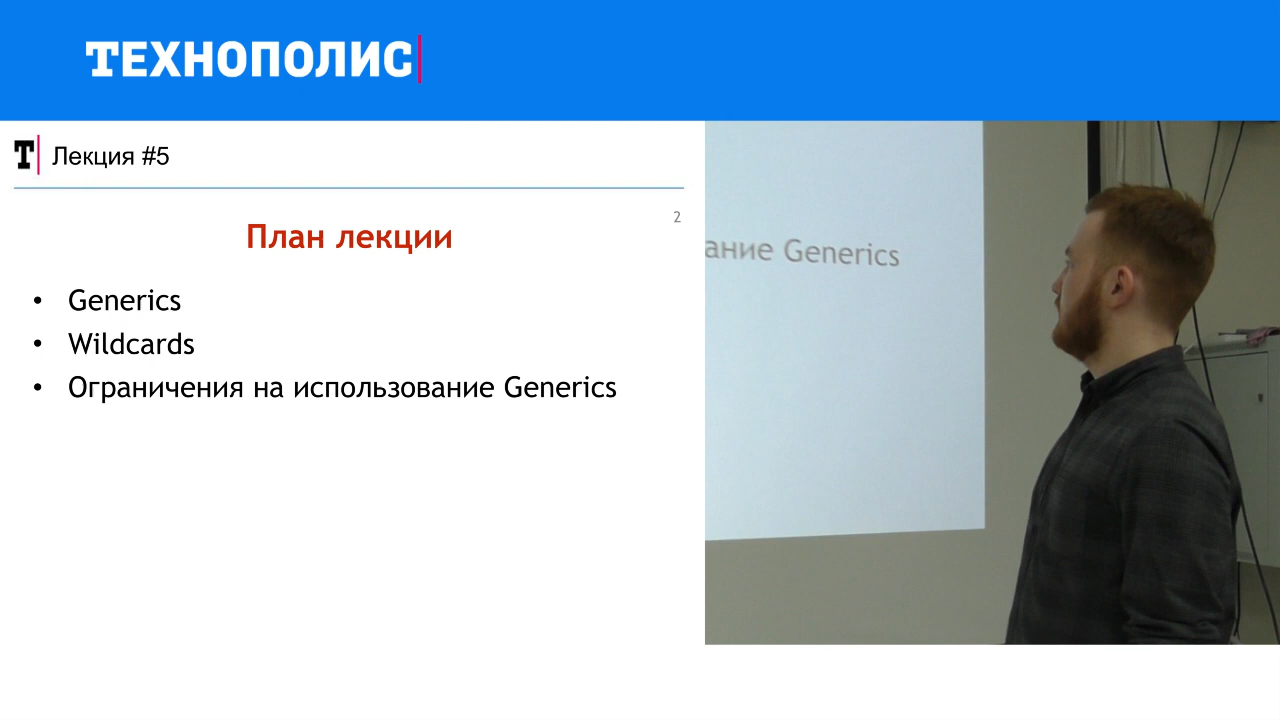 ТЕХНОПОЛИС
Т Лекция #5
2
План лекции
• Generics
• Wildcards
• Ограничения на использование Generics
ание Generics